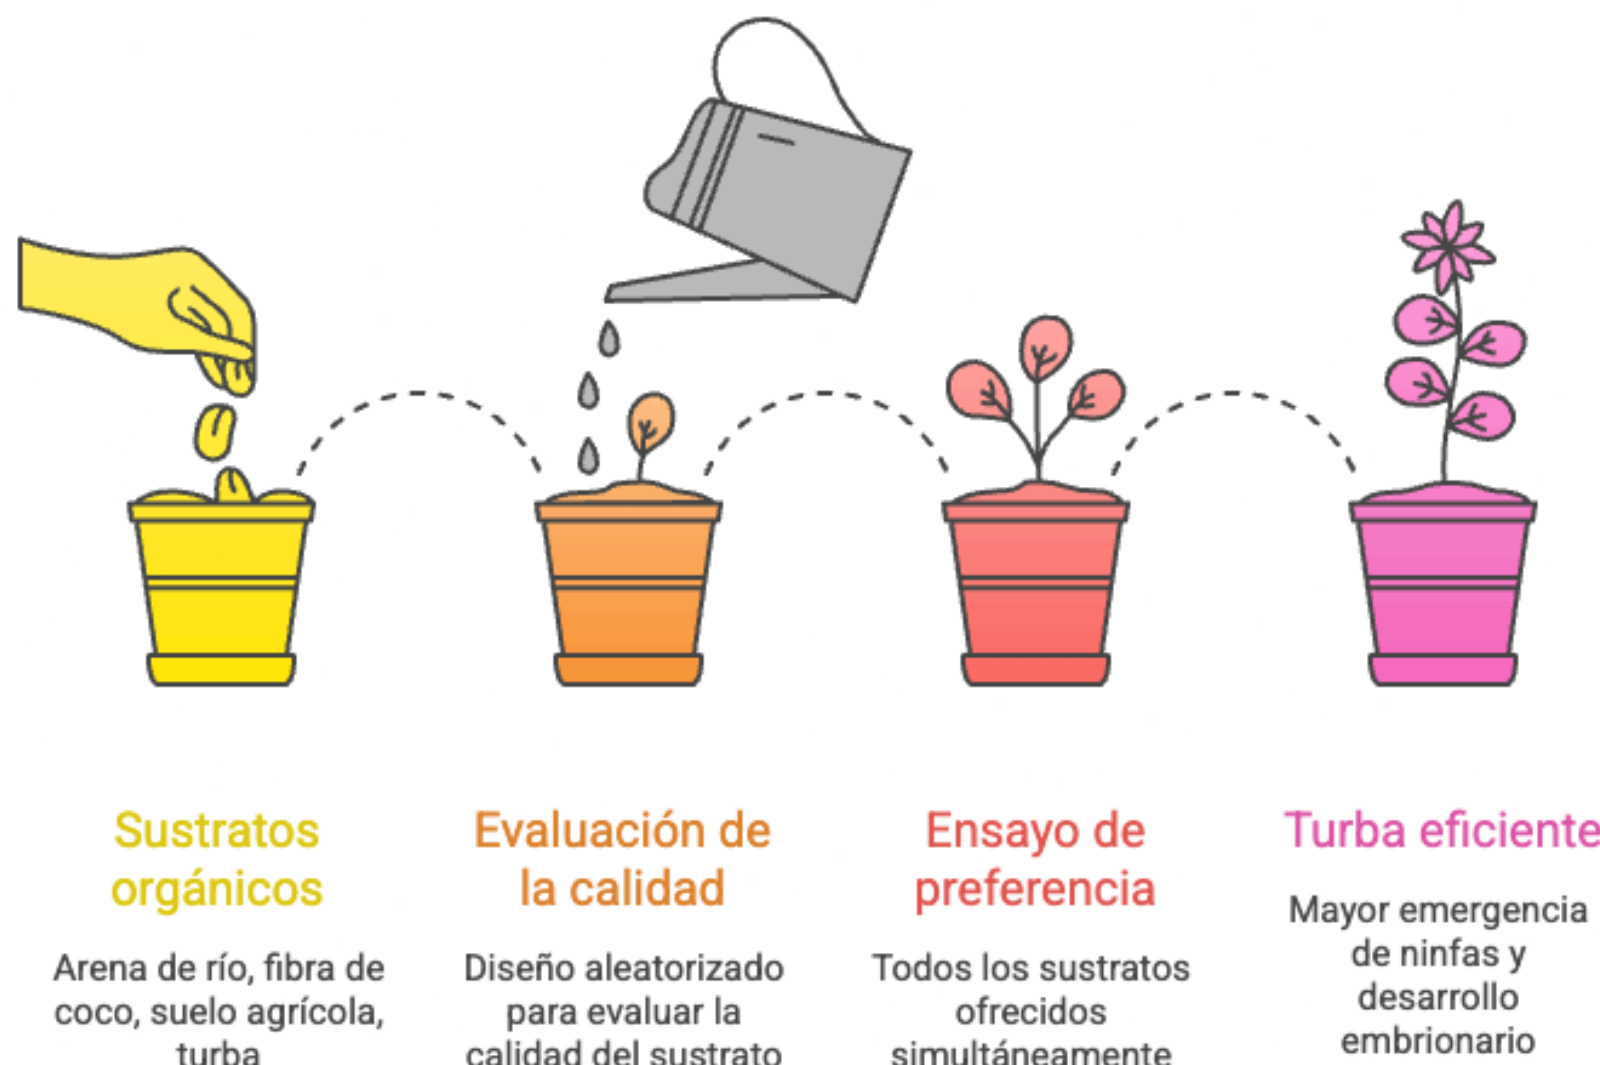 Sustratos
orgánicos
Arena de río, fibra de
coco, suelo agrícola,
turba
Evaluación de
la calidad
Diseño aleatorizado
para evaluar la
calidad del sustrato
Ensayo de
preferencia
Todos los sustratos
ofrecidos
simultáneamente
Turba eficiente
Mayor emergencia
de ninfas y
desarrollo
embrionario